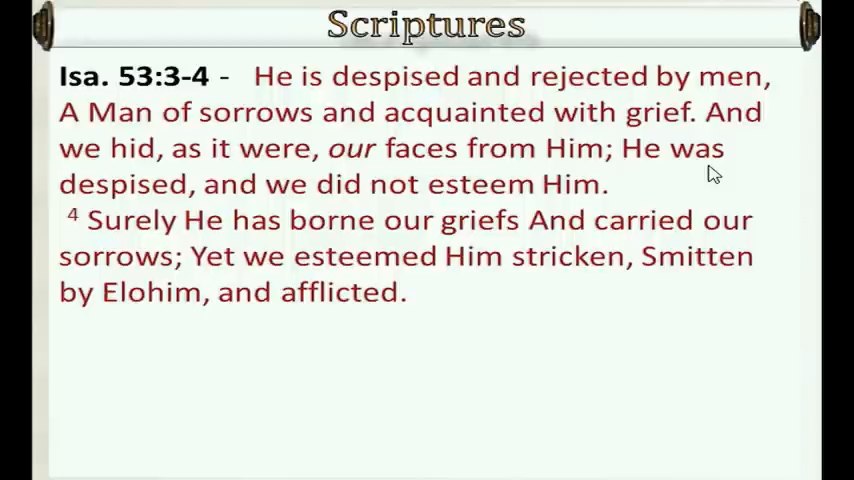 Scriptures
Isa. 53:3-4 - He is despised and rejected by men,
A Man of sorrows and acquainted with grief. And
we hid, as it were, our faces from Him; He was
despised, and we did not esteem Him.
4 Surely He has borne our griefs And carried our
sorrows; Yet we esteemed Him stricken, Smitten
by Elohim, and afflicted.